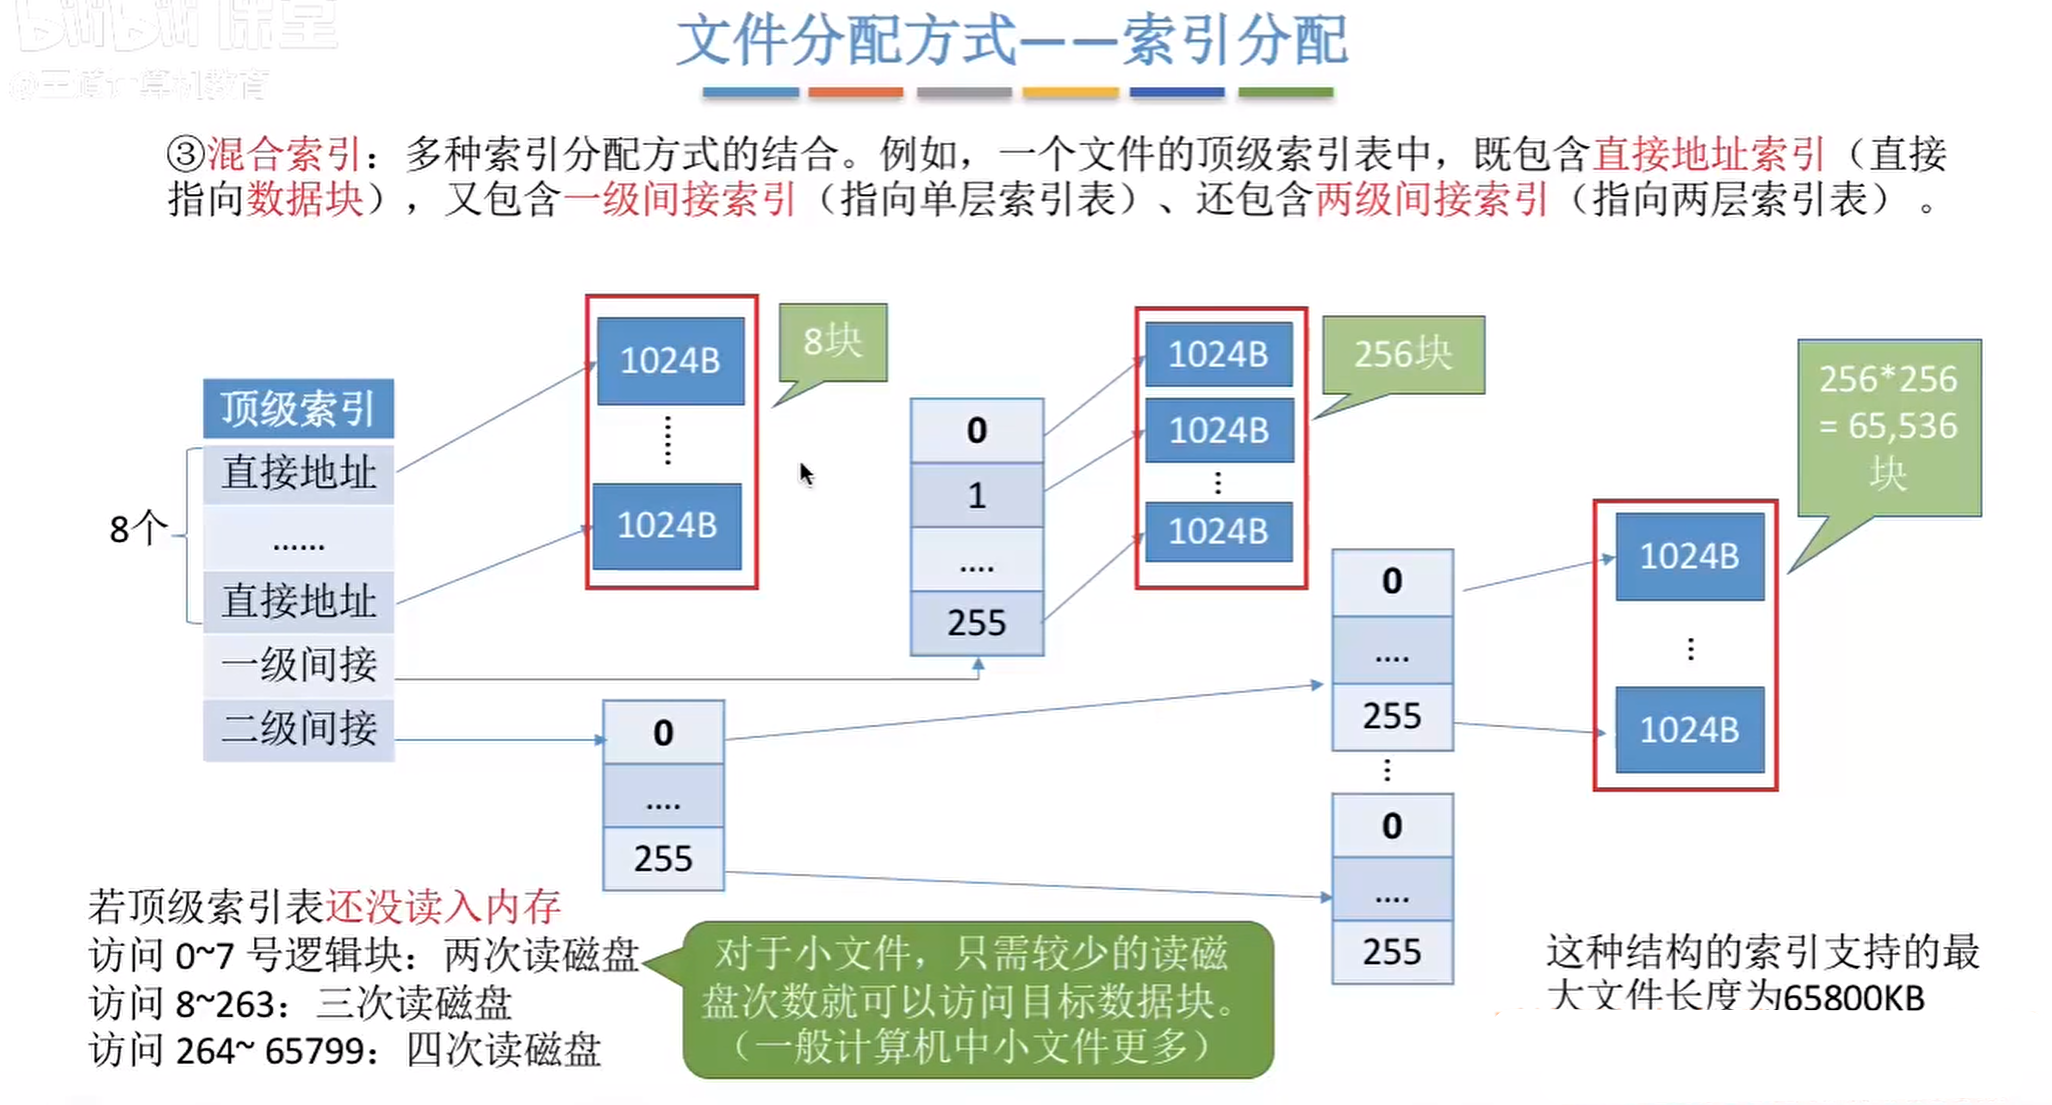 bilibili 课堂
@王道计算机教育
文件分配方式——索引分配
③混合索引：多种索引分配方式的结合。例如，一个文件的顶级索引表中，既包含直接地址索引（直接
指向数据块），又包含一级间接索引（指向单层索引表）、还包含两级间接索引（指向两层索引表） 。
顶级索引
直接地址
......
直接地址
一级间接
二级间接
8个
1024B
1024B
8块
0
1
....
255
1024B
1024B
1024B
256块
0
....
255
0
....
255
0
....
255
1024B
1024B
256*256
= 65,536
块
若顶级索引表还没读入内存
访问 0~7 号逻辑块：两次读磁盘
访问 8~263：三次读磁盘
访问 264~ 65799：四次读磁盘
对于小文件，只需较少的读磁
盘次数就可以访问目标数据块。
（一般计算机中小文件更多）
这种结构的索引支持的最
大文件长度为65800KB